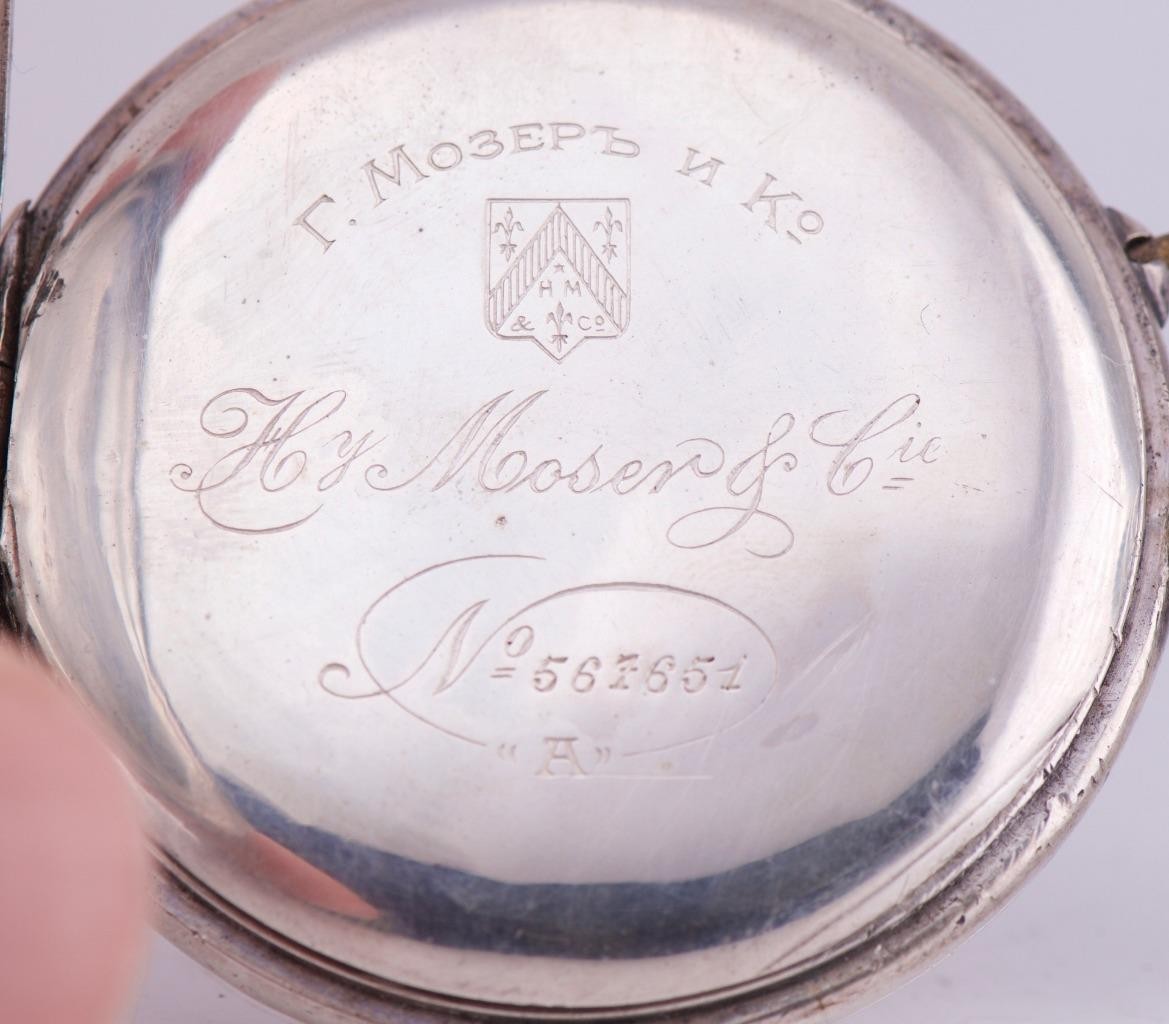 Г. Мозеръ и Ко
H M
& Co
Hy Moser & Cie
No 567651
"A"